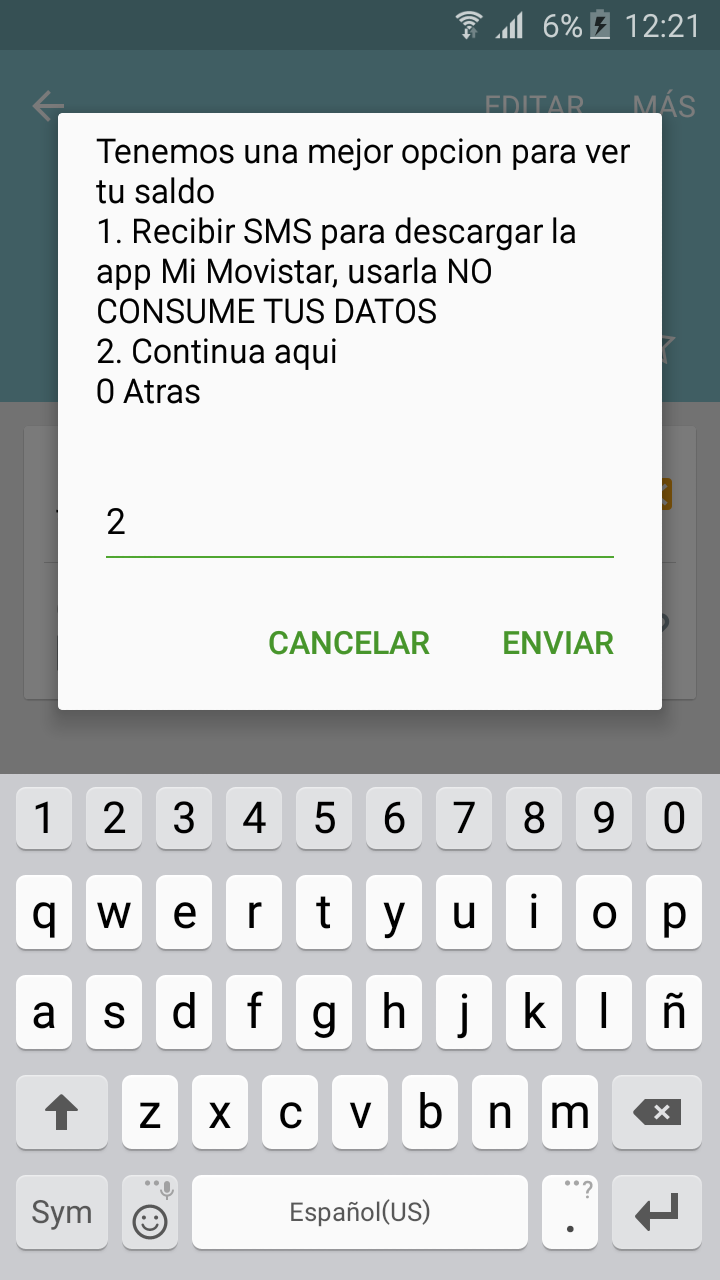 6% 12:21
EDITAR MÁS
Tenemos una mejor opcion para ver
tu saldo
1. Recibir SMS para descargar la
app Mi Movistar, usarla NO
CONSUME TUS DATOS
2. Continua aqui
0 Atras
2
CANCELAR ENVIAR
1 2 3 4 5 6 7 8 9 0
q w e r t y u i o p
a s d f g h j k l ñ
z x c v b n m
Sym Español(US) . ?